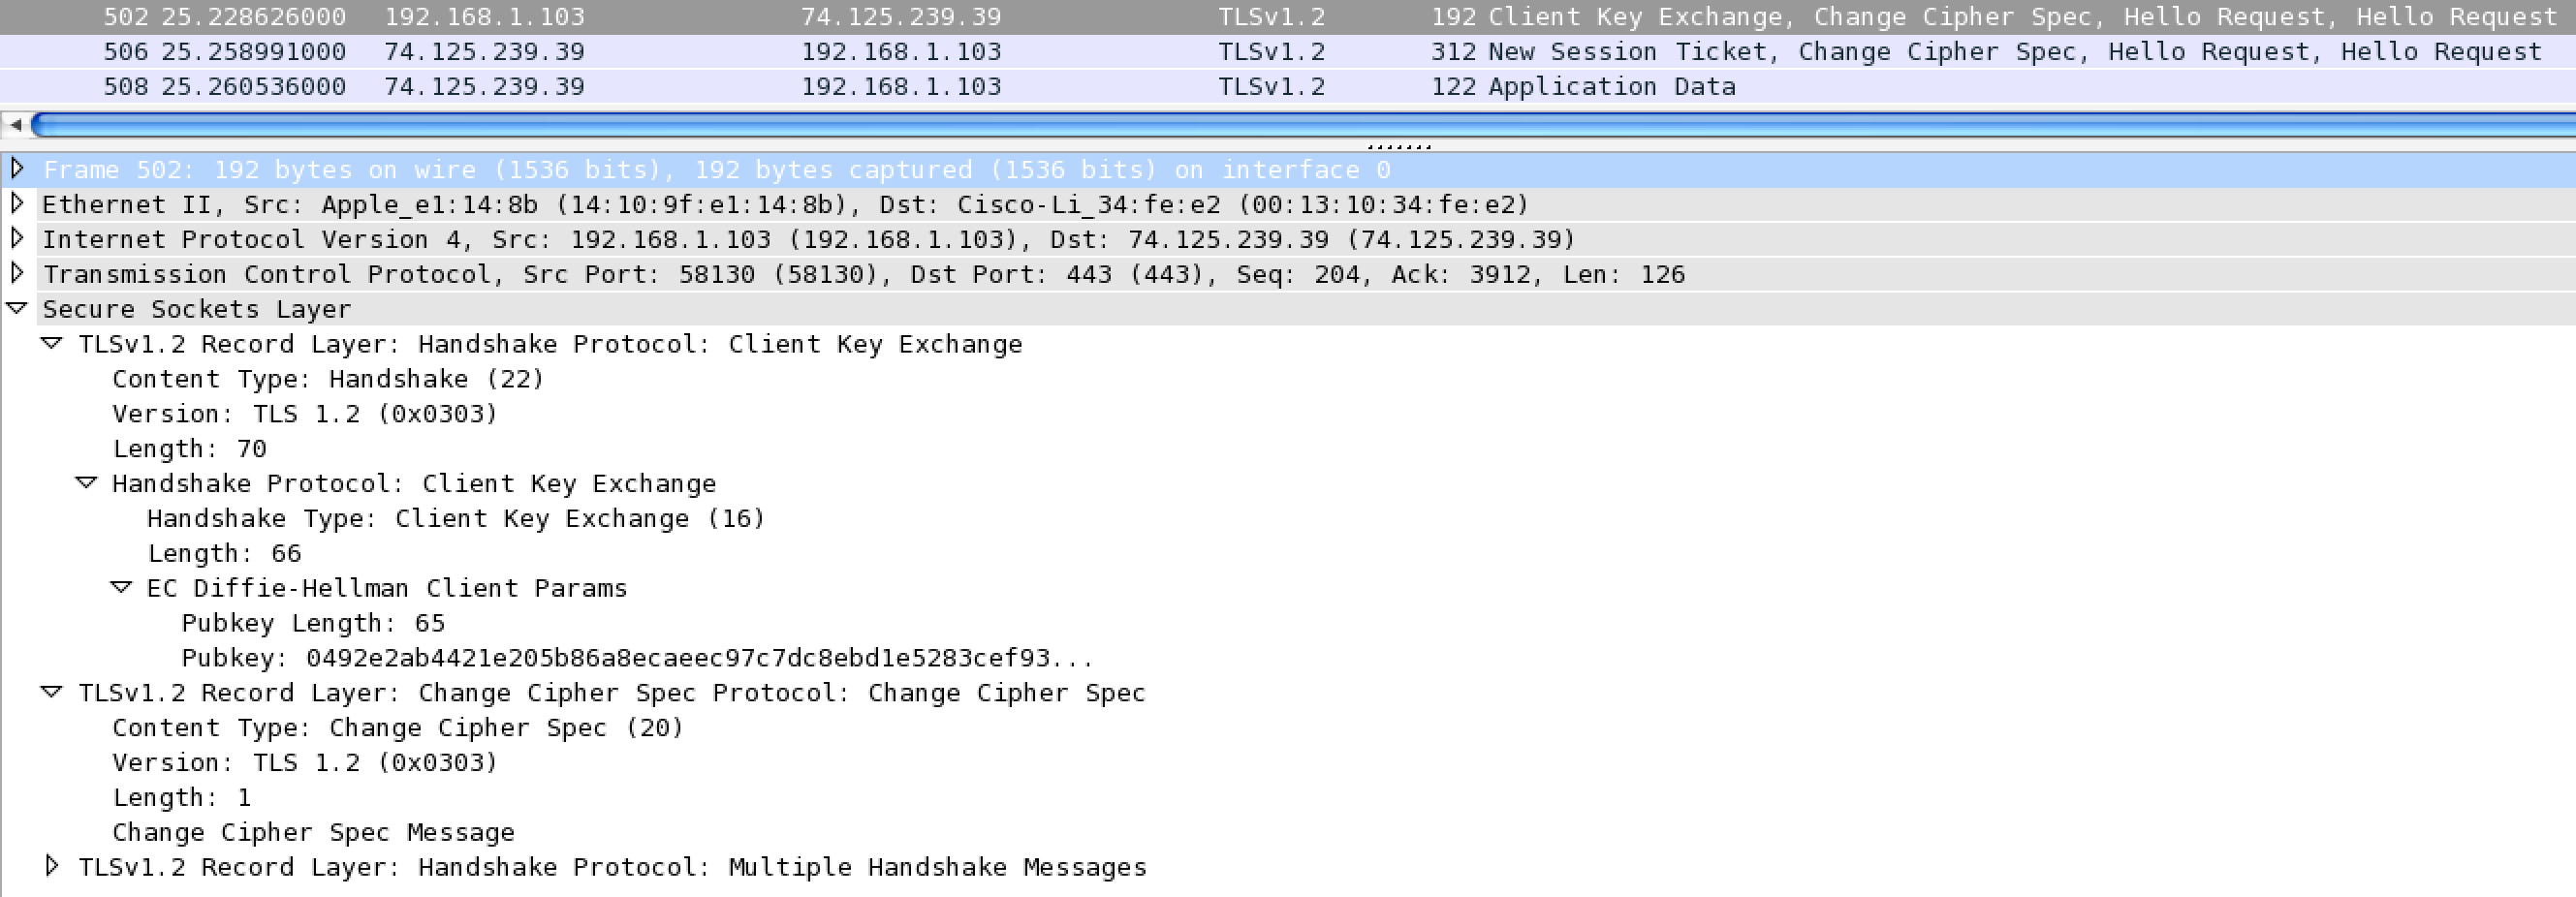 502 25.228626000 192.168.1.103 74.125.239.39 TLSv1.2 192 Client Key Exchange, Change Cipher Spec, Hello Request, Hello Request
506 25.258991000 74.125.239.39 192.168.1.103 TLSv1.2 312 New Session Ticket, Change Cipher Spec, Hello Request, Hello Request
508 25.260536000 74.125.239.39 192.168.1.103 TLSv1.2 122 Application Data
Frame 502: 192 bytes on wire (1536 bits), 192 bytes captured (1536 bits) on interface 0
Ethernet II, Src: Apple_e1:14:8b (14:10:9f:e1:14:8b), Dst: Cisco-Li_34:fe:e2 (00:13:10:34:fe:e2)
Internet Protocol Version 4, Src: 192.168.1.103 (192.168.1.103), Dst: 74.125.239.39 (74.125.239.39)
Transmission Control Protocol, Src Port: 58130 (58130), Dst Port: 443 (443), Seq: 204, Ack: 3912, Len: 126
Secure Sockets Layer
TLSv1.2 Record Layer: Handshake Protocol: Client Key Exchange
Content Type: Handshake (22)
Version: TLS 1.2 (0x0303)
Length: 70
Handshake Protocol: Client Key Exchange
Handshake Type: Client Key Exchange (16)
Length: 66
EC Diffie-Hellman Client Params
Pubkey Length: 65
Pubkey: 0492e2ab4421e205b86a8ecaeec97c7dc8ebd1e5283cef93...
TLSv1.2 Record Layer: Change Cipher Spec Protocol: Change Cipher Spec
Content Type: Change Cipher Spec (20)
Version: TLS 1.2 (0x0303)
Length: 1
Change Cipher Spec Message
TLSv1.2 Record Layer: Handshake Protocol: Multiple Handshake Messages